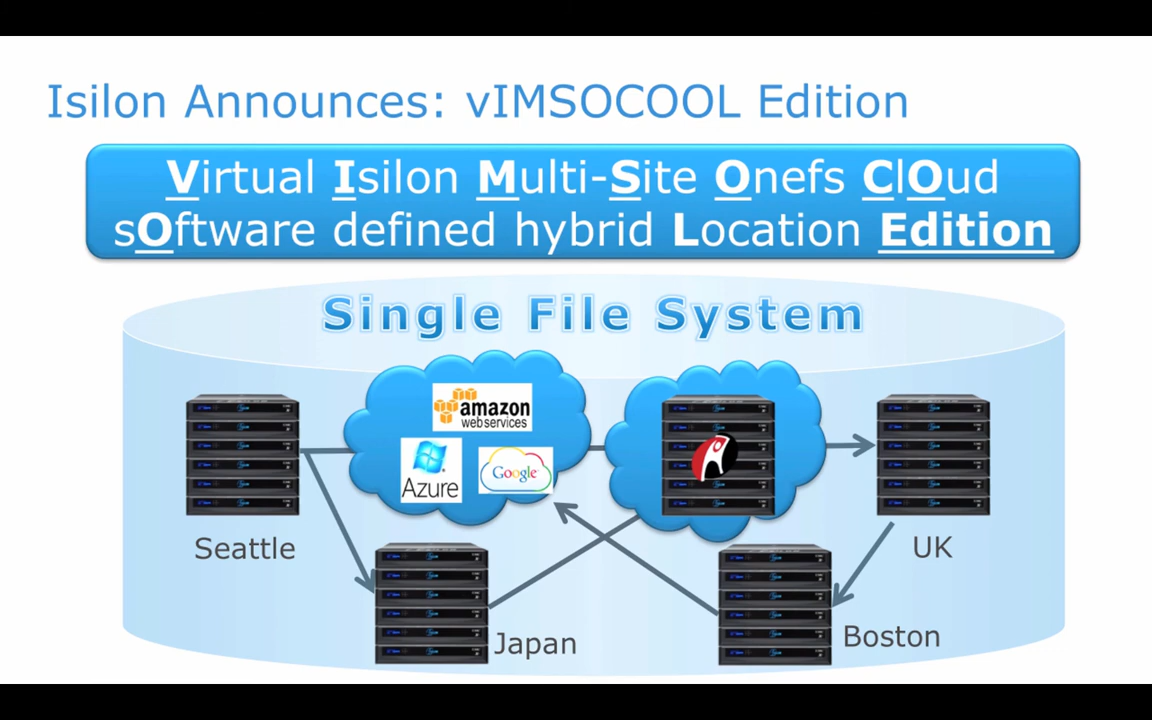 Isilon Announces: vIMSOCOOL Edition
Virtual Isilon Multi-Site Onefs ClOud
sOftware defined hybrid Location Edition
Single File System
amazon
webservices
Azure
Google
Seattle
UK
Japan
Boston